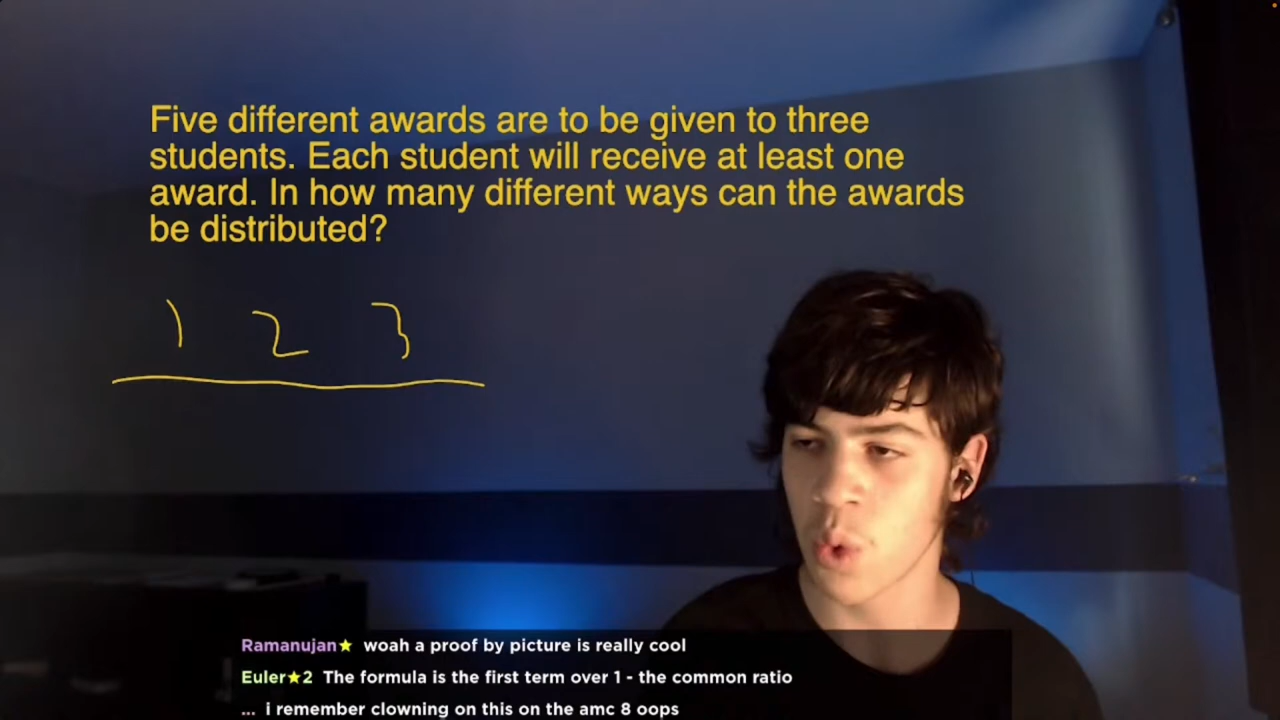 Five different awards are to be given to three
students. Each student will receive at least one
award. In how many different ways can the awards
be distributed?
1 2 3
Ramanujan★ woah a proof by picture is really cool
Euler★2 The formula is the first term over 1 - the common ratio
... i remember clowning on this on the amc 8 oops